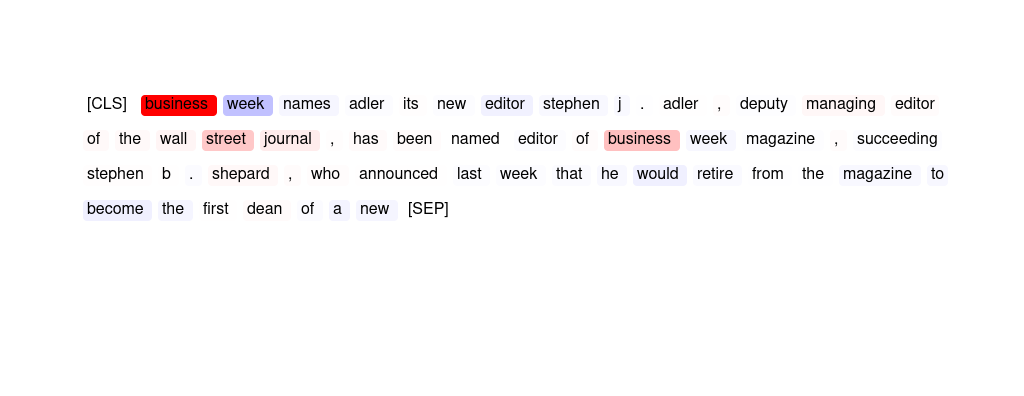 [CLS] business week names adler its new editor stephen j . adler , deputy managing editor
of the wall street journal , has been named editor of business week magazine , succeeding
stephen b . shepard , who announced last week that he would retire from the magazine to
become the first dean of a new [SEP]